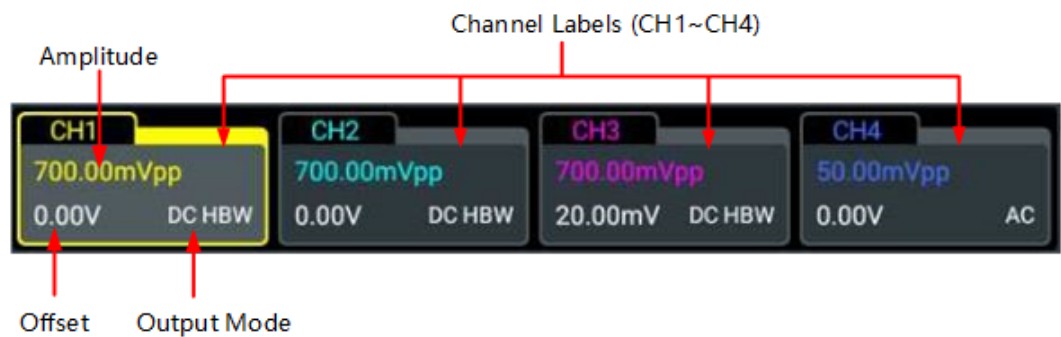 Channel Labels (CH1~CH4)
Amplitude
CH1 CH2 CH3 CH4
700.00mVpp 700.00mVpp 700.00mVpp 50.00mVpp
0.00V DC HBW 0.00V DC HBW 20.00mV DC HBW 0.00V AC
Offset Output Mode